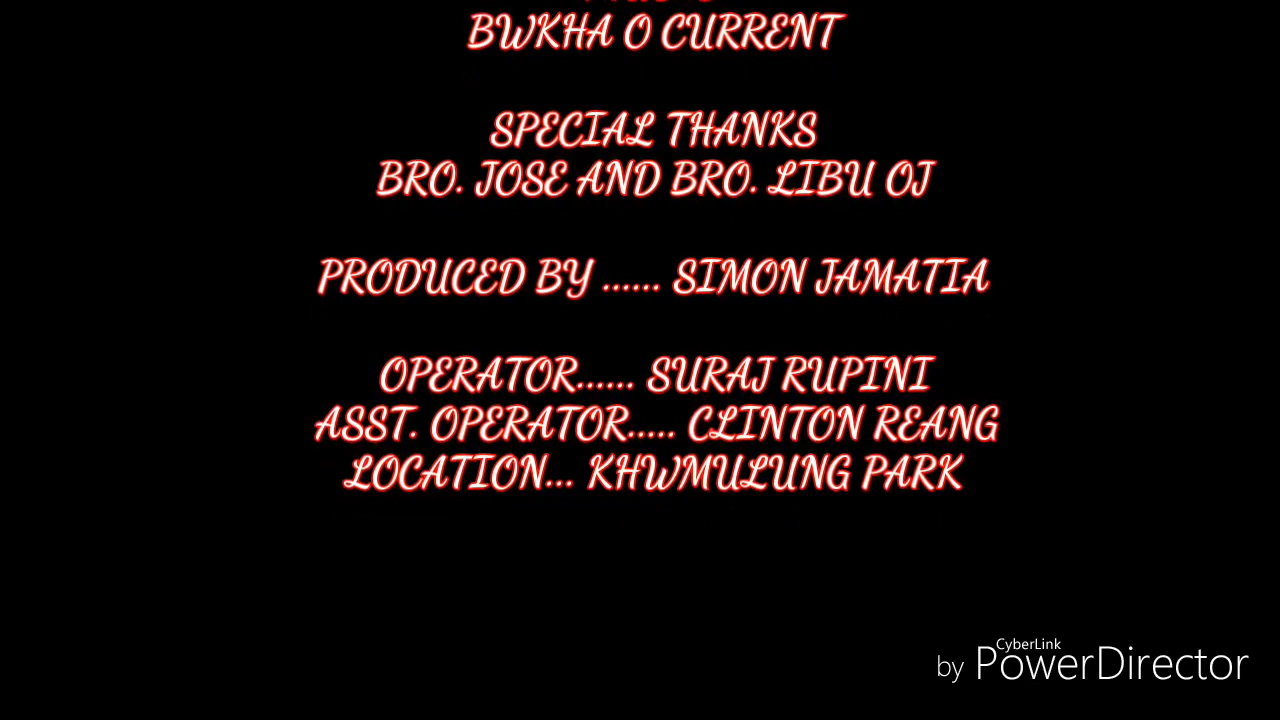 BWKHA O CURRENT
SPECIAL THANKS
BRO. JOSE AND BRO. LIBU OJ
PRODUCED BY ...... SIMON JAMATIA
OPERATOR...... SURAJ RUPINI
ASST. OPERATOR..... CLINTON REANG
LOCATION... KHWMULUNG PARK
by CyberLink PowerDirector